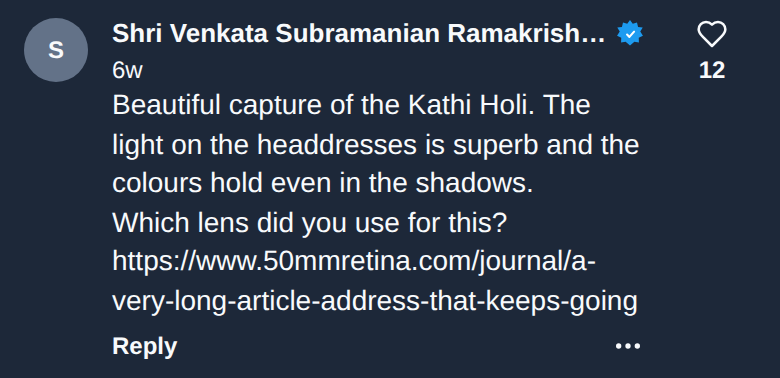 S
Shri Venkata Subramanian Ramakrish…
6w
12
Beautiful capture of the Kathi Holi. The
light on the headdresses is superb and the
colours hold even in the shadows.
Which lens did you use for this?
https://www.50mmretina.com/journal/a-
very-long-article-address-that-keeps-going
Reply